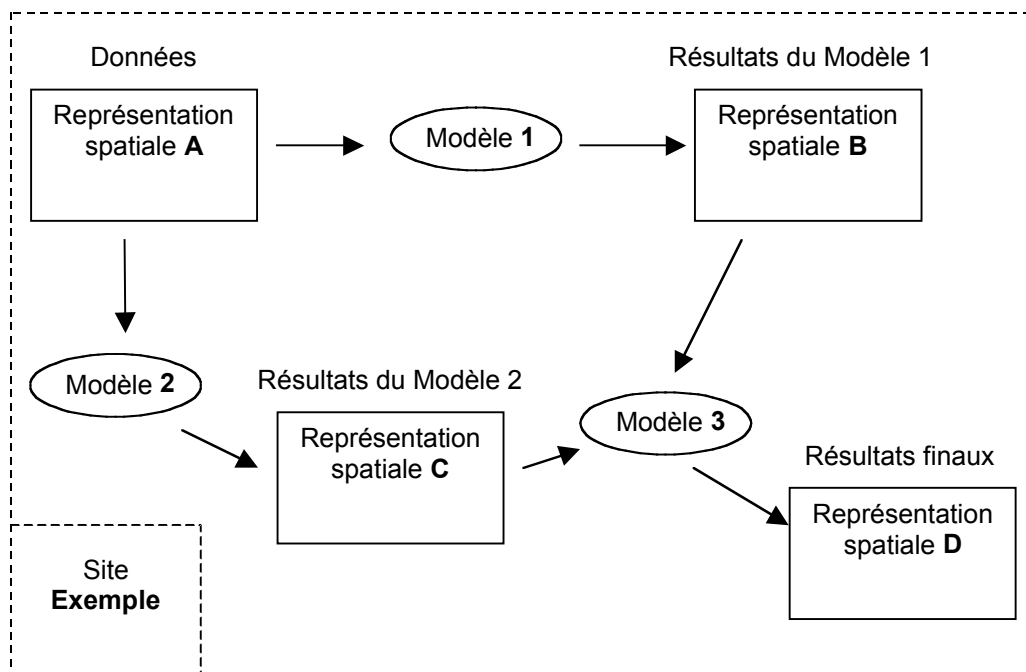 Données
Résultats du Modèle 1
Représentation
spatiale A
Modèle 1
Représentation
spatiale B
Modèle 2
Résultats du Modèle 2
Représentation
spatiale C
Modèle 3
Résultats finaux
Représentation
spatiale D
Site
Exemple